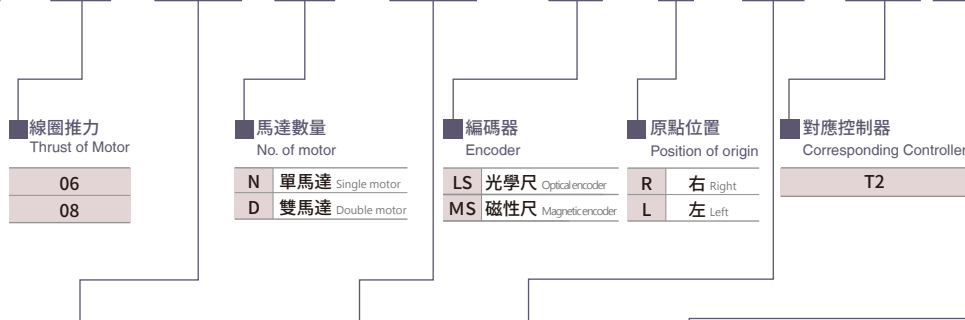 線圈推力
Thrust of Motor
06
08
馬達數量
No. of motor
N 單馬達 Single motor
D 雙馬達 Double motor
編碼器
Encoder
LS 光學尺 Optical encoder
MS 磁性尺 Magnetic encoder
原點位置
Position of origin
R 右 Right
L 左 Left
對應控制器
Corresponding Controller
T2